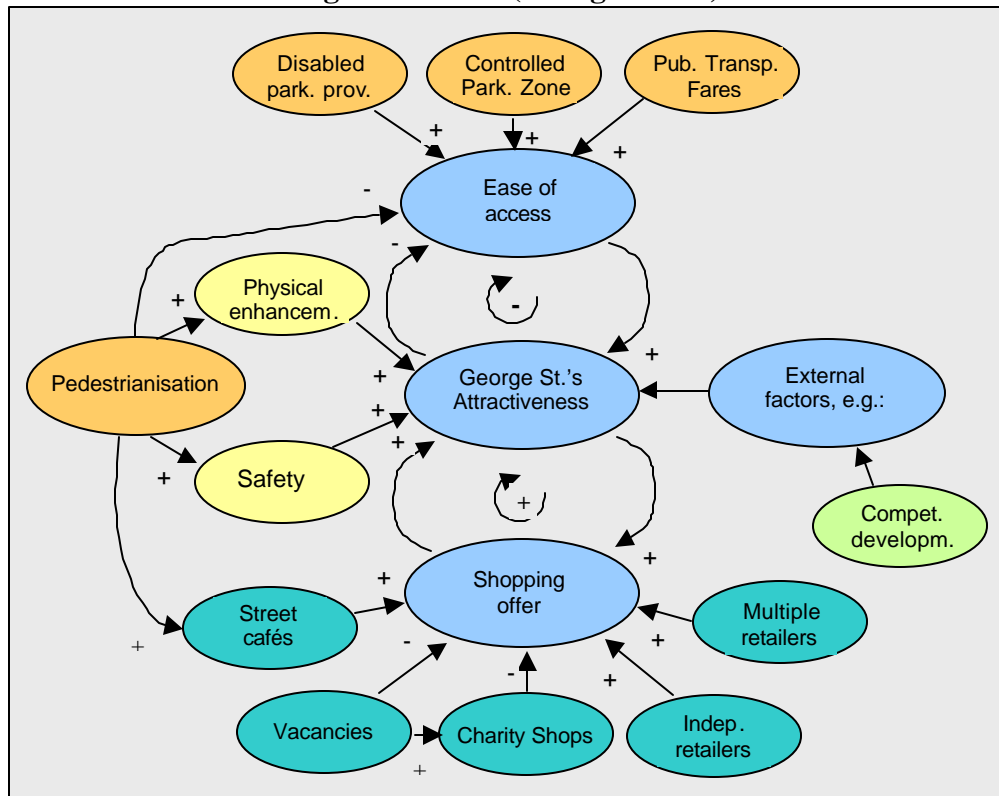 Disabled
park. prov.
Controlled
Park. Zone
Pub. Transp.
Fares
+
+
+
-
Ease of
access
-
Physical
enhancem.
+
-
+
Pedestrianisation
George St.'s
Attractiveness
External
factors, e.g.:
+
+
+
+
Safety
+
Compet.
developm.
+
Shopping
offer
+
Street
cafés
Multiple
retailers
+
-
+
-
+
Vacancies
Charity Shops
Indep.
retailers
+